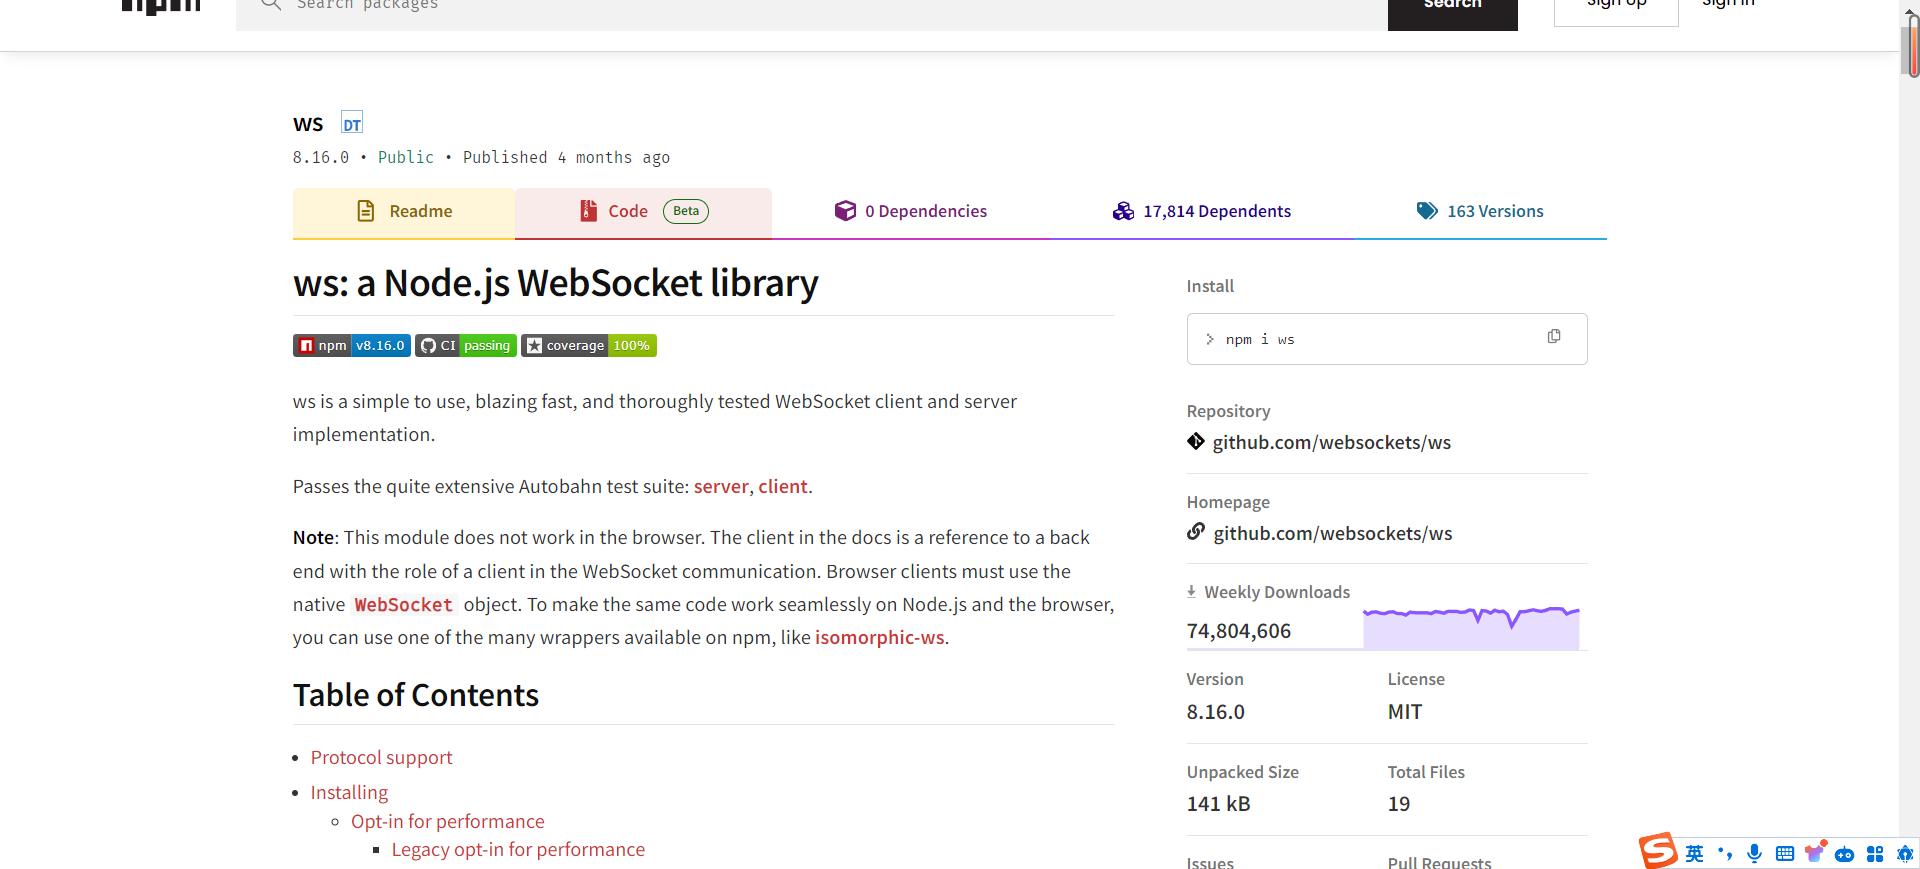 npm
Search packages
Search
Sign Up
Sign In
ws DT
8.16.0 • Public • Published 4 months ago
Readme
Code Beta
0 Dependencies
17,814 Dependents
163 Versions
ws: a Node.js WebSocket library
npm v8.16.0 CI passing coverage 100%
ws is a simple to use, blazing fast, and thoroughly tested WebSocket client and server
implementation.
Passes the quite extensive Autobahn test suite: server, client.
Note: This module does not work in the browser. The client in the docs is a reference to a back
end with the role of a client in the WebSocket communication. Browser clients must use the
native WebSocket object. To make the same code work seamlessly on Node.js and the browser,
you can use one of the many wrappers available on npm, like isomorphic-ws.
Table of Contents
• Protocol support
• Installing
◦ Opt-in for performance
▪ Legacy opt-in for performance
Install
> npm i ws
Repository
github.com/websockets/ws
Homepage
github.com/websockets/ws
Weekly Downloads
74,804,606
Version
8.16.0
License
MIT
Unpacked Size
141 kB
Total Files
19
Issues
Pull Requests
S 英